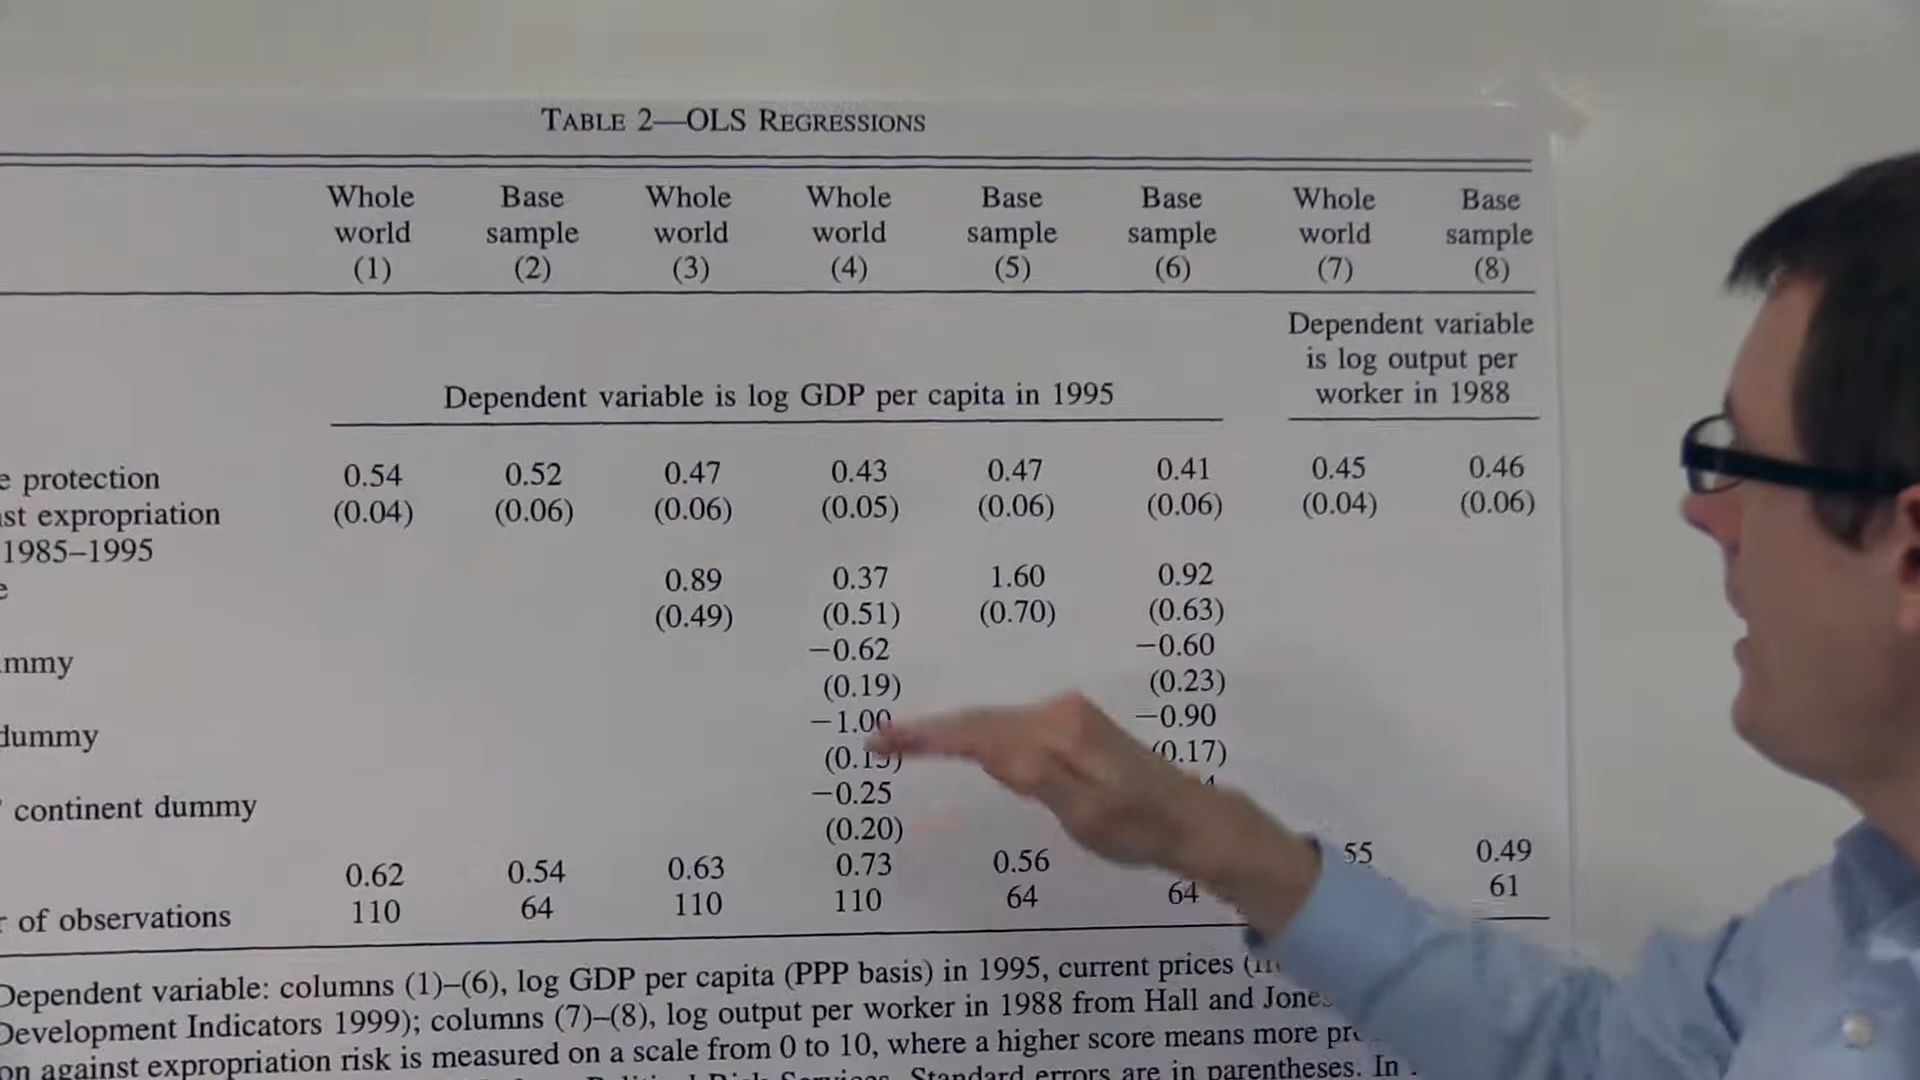 TABLE 2—OLS REGRESSIONS
Whole Base Whole Whole Base Base Whole Base
world sample world world sample sample world sample
(1) (2) (3) (4) (5) (6) (7) (8)
Dependent variable
is log output per
Dependent variable is log GDP per capita in 1995 worker in 1988
protection 0.54 0.52 0.47 0.43 0.47 0.41 0.45 0.46
expropriation (0.04) (0.06) (0.06) (0.05) (0.06) (0.06) (0.04) (0.06)
1985–1995
0.89 0.37 1.60 0.92
(0.49) (0.51) (0.70) (0.63)
−0.62 −0.60
(0.19) (0.23)
dummy −1.00 −0.90
(0.17)
continent dummy −0.25
(0.20)
0.62 0.54 0.63 0.73 0.56 55 0.49
of observations 110 64 110 110 64 64 61
Dependent variable: columns (1)–(6), log GDP per capita (PPP basis) in 1995, current prices
Development Indicators 1999); columns (7)–(8), log output per worker in 1988 from Hall and
against expropriation risk is measured on a scale from 0 to 10, where a higher score means more
Standard errors are in parentheses. In